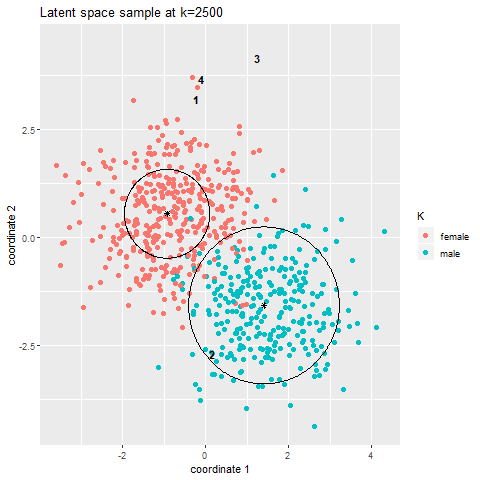 Latent space sample at k=2500
3
4
1
2
2.5
0.0
-2.5
-2
0
2
4
coordinate 1
coordinate 2
K
female
male